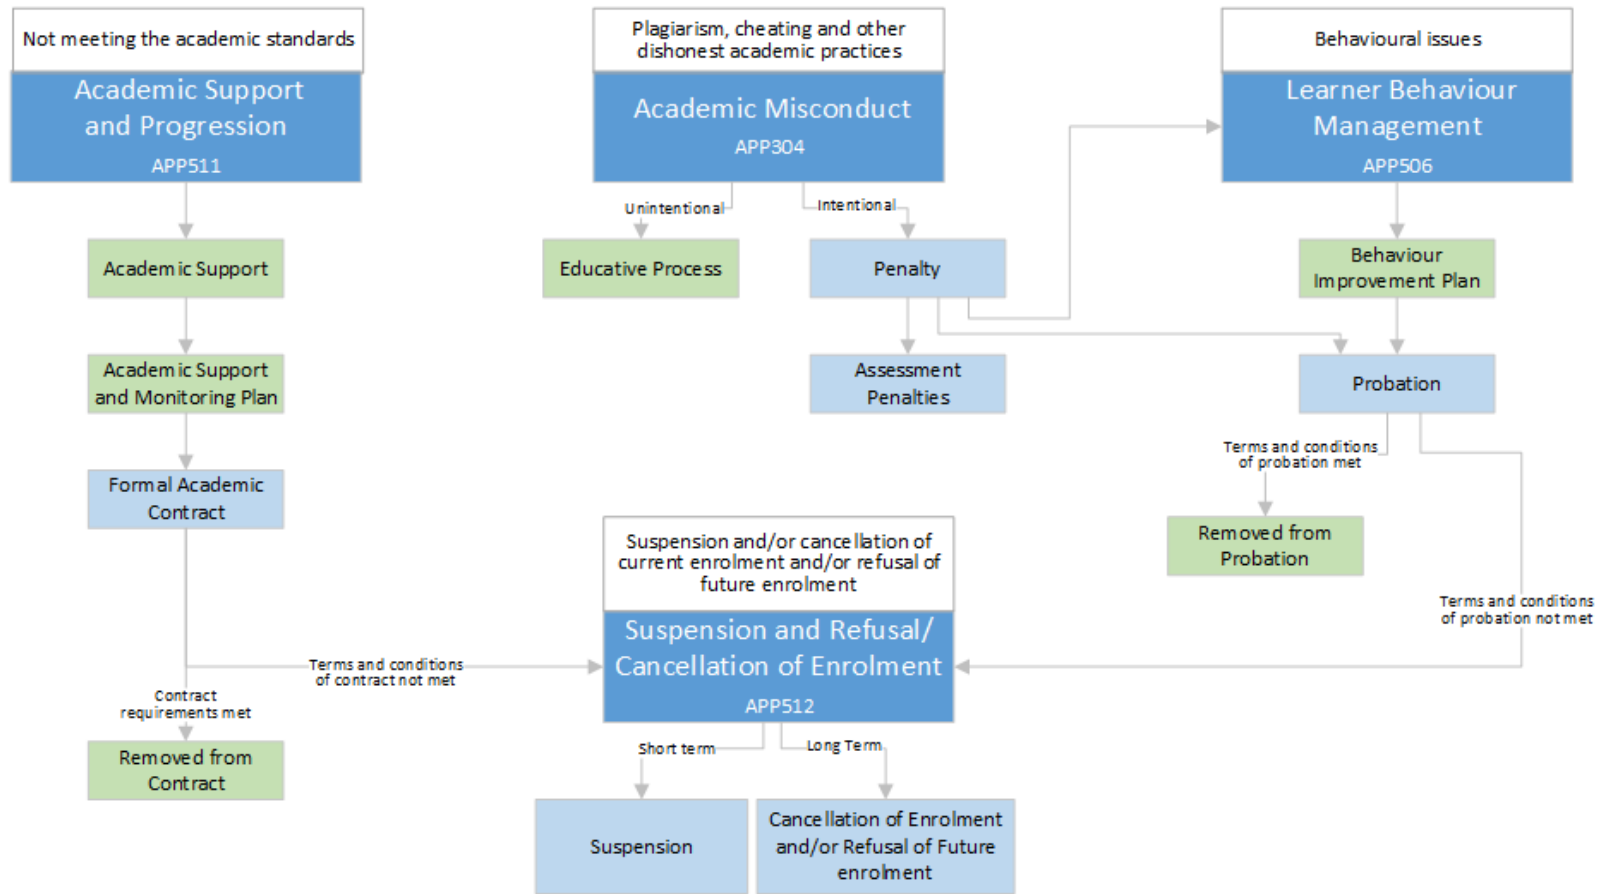 Not meeting the academic standards
Academic Support
and Progression
APP511
Academic Support
Academic Support
and Monitoring Plan
Formal Academic
Contract
Terms and conditions
of contract not met
Contract
requirements met
Removed from
Contract
Plagiarism, cheating and other
dishonest academic practices
Academic Misconduct
APP304
Unintentional
Intentional
Educative Process
Penalty
Assessment
Penalties
Behavioural issues
Learner Behaviour
Management
APP506
Behaviour
Improvement Plan
Probation
Terms and conditions
of probation met
Removed from
Probation
Terms and conditions
of probation not met
Suspension and/or cancellation of
current enrolment and/or refusal of
future enrolment
Suspension and Refusal/
Cancellation of Enrolment
APP512
Short term
Long Term
Suspension
Cancellation of Enrolment
and/or Refusal of Future
enrolment